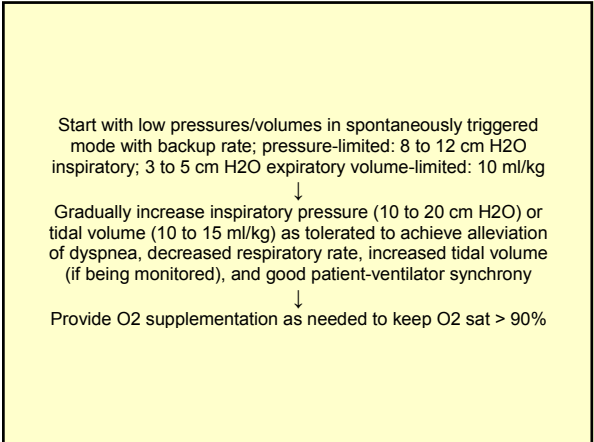 Start with low pressures/volumes in spontaneously triggered
mode with backup rate; pressure-limited: 8 to 12 cm H2O
inspiratory; 3 to 5 cm H2O expiratory volume-limited: 10 ml/kg
↓
Gradually increase inspiratory pressure (10 to 20 cm H2O) or
tidal volume (10 to 15 ml/kg) as tolerated to achieve alleviation
of dyspnea, decreased respiratory rate, increased tidal volume
(if being monitored), and good patient-ventilator synchrony
↓
Provide O2 supplementation as needed to keep O2 sat > 90%